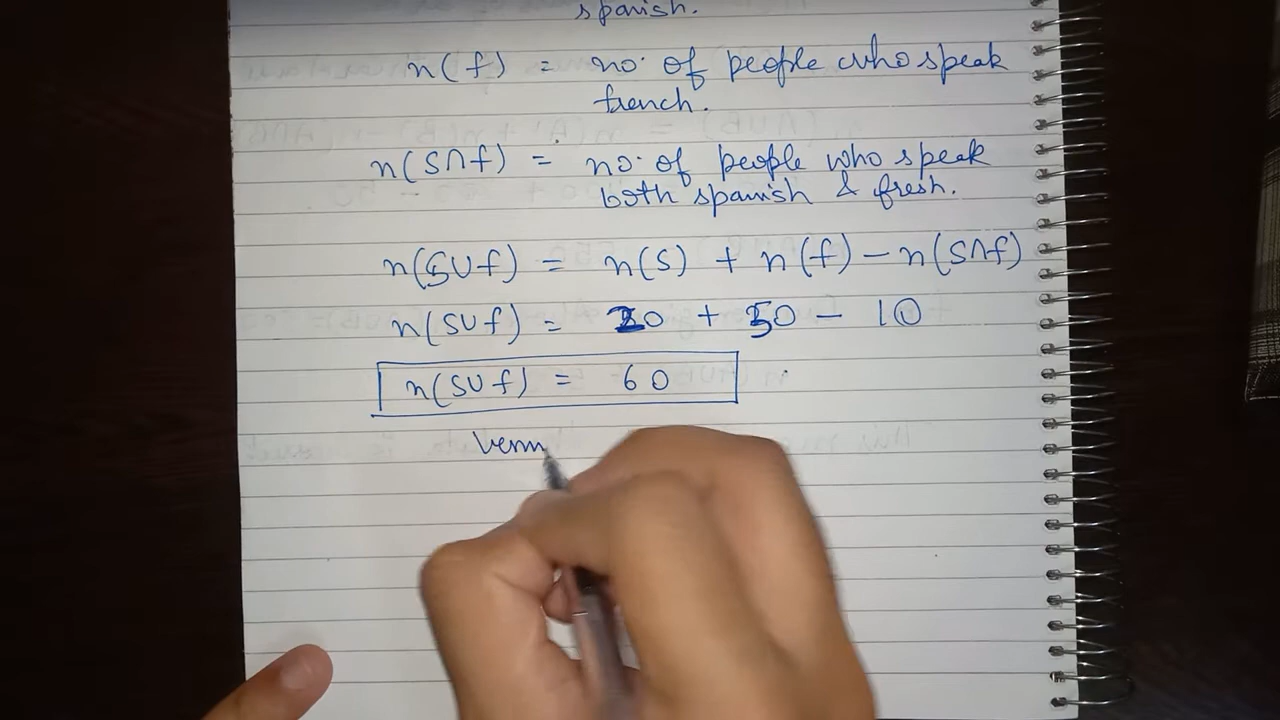 spanish.
n(f) = no. of people who speak
french.
n(S∩f) = no. of people who speak
both spanish & fresh.
n(S∪f) = n(S) + n(f) - n(S∩f)
n(S∪f) = 20 + 50 - 10
n(S∪f) = 60
Venn